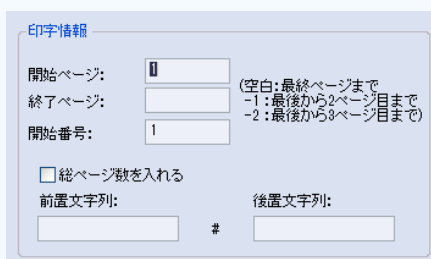 印字情報
開始ページ: 1
終了ページ:
(空白:最終ページまで
-1:最後から2ページ目まで
-2:最後から3ページ目まで)
開始番号: 1
総ページ数を入れる
前置文字列: 後置文字列:
#